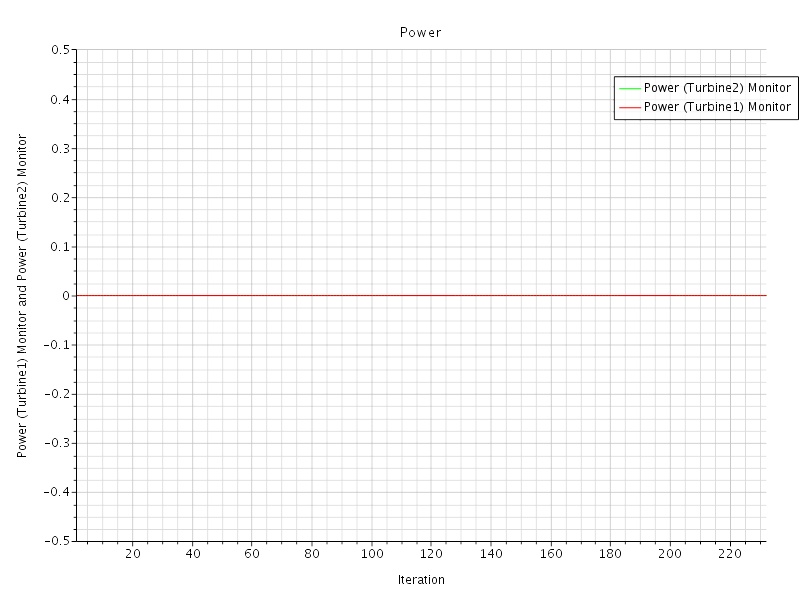 Power
Power (Turbine2) Monitor
Power (Turbine1) Monitor
Power (Turbine1) Monitor and Power (Turbine2) Monitor
0.5
0.4
0.3
0.2
0.1
0
-0.1
-0.2
-0.3
-0.4
-0.5
20 40 60 80 100 120 140 160 180 200 220
Iteration